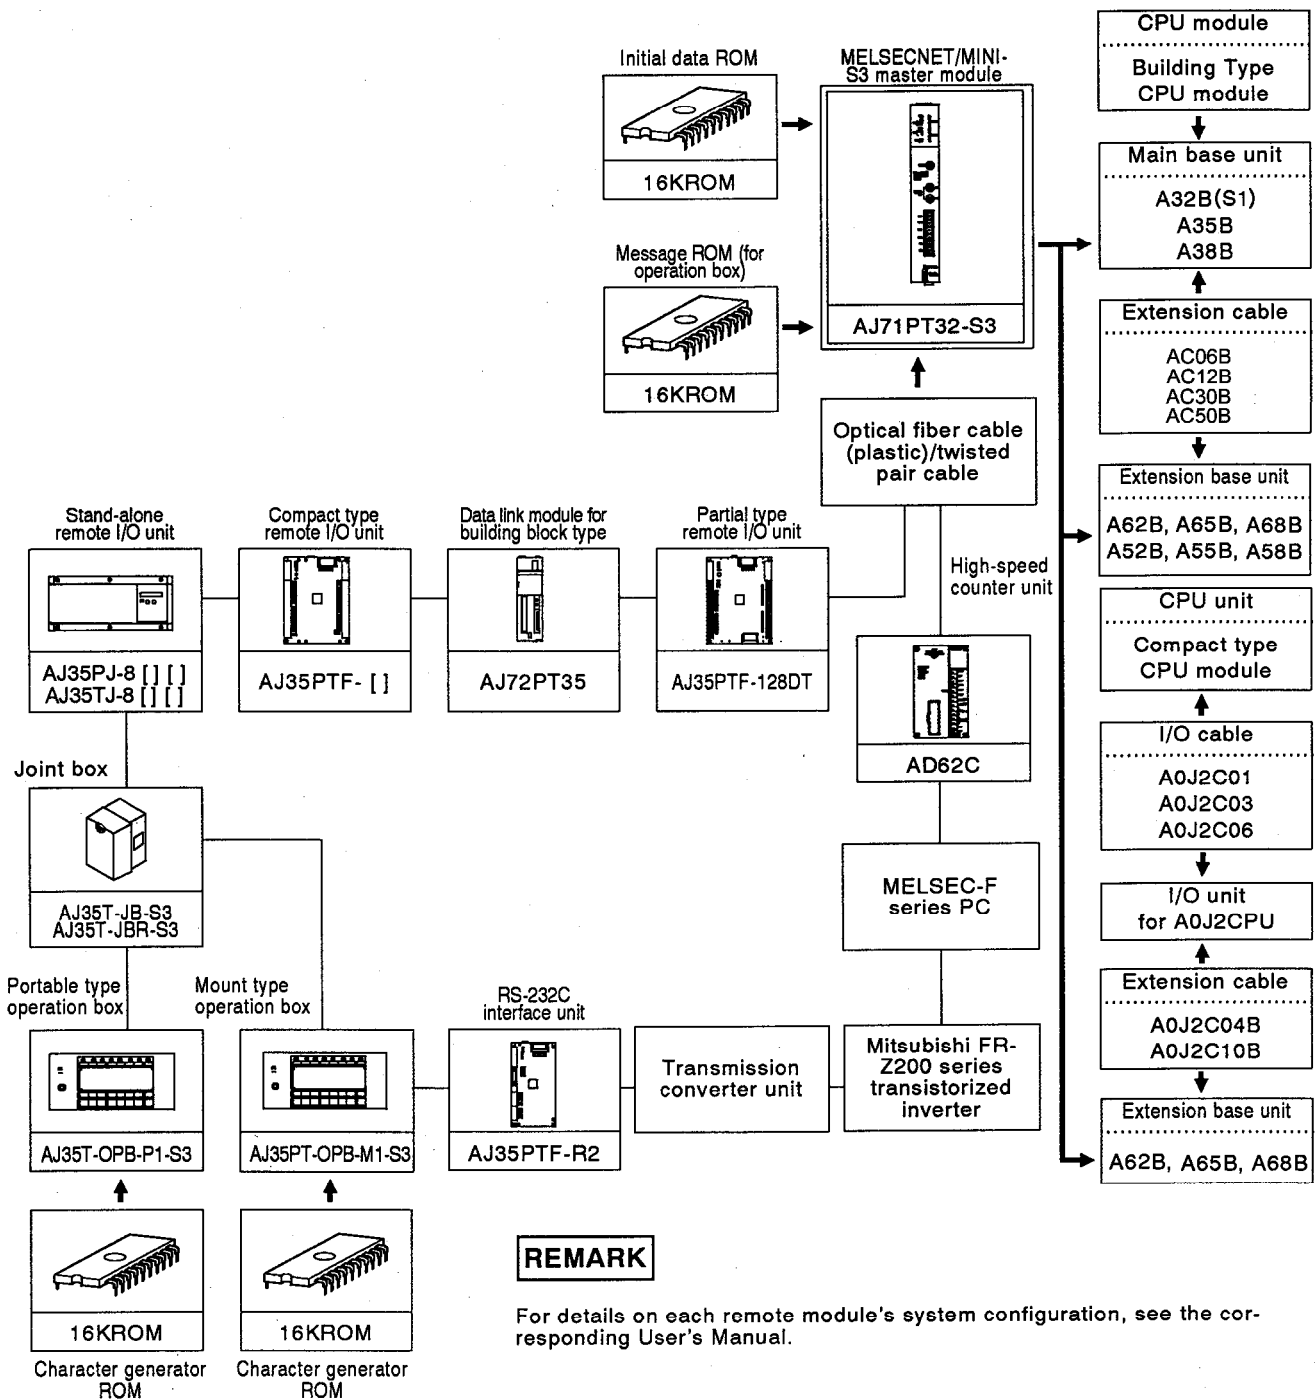 Initial data ROM
16KROM
Message ROM (for
operation box)
16KROM
MELSECNET/MINI-
S3 master module
AJ71PT32-S3
CPU module
Building Type
CPU module
Main base unit
A32B(S1)
A35B
A38B
Extension cable
AC06B
AC12B
AC30B
AC50B
Extension base unit
A62B, A65B, A68B
A52B, A55B, A58B
CPU unit
Compact type
CPU module
I/O cable
A0J2C01
A0J2C03
A0J2C06
I/O unit
for A0J2CPU
Extension cable
A0J2C04B
A0J2C10B
Extension base unit
A62B, A65B, A68B
Optical fiber cable
(plastic)/twisted
pair cable
Stand-alone
remote I/O unit
AJ35PJ-8 [ ] [ ]
AJ35TJ-8 [ ] [ ]
Compact type
remote I/O unit
AJ35PTF- [ ]
Data link module for
building block type
AJ72PT35
Partial type
remote I/O unit
AJ35PTF-128DT
High-speed
counter unit
AD62C
MELSEC-F
series PC
Joint box
AJ35T-JB-S3
AJ35T-JBR-S3
Portable type
operation box
AJ35T-OPB-P1-S3
Mount type
operation box
AJ35PT-OPB-M1-S3
RS-232C
interface unit
AJ35PTF-R2
Transmission
converter unit
Mitsubishi FR-
Z200 series
transistorized
inverter
16KROM
Character generator
ROM
16KROM
Character generator
ROM
REMARK
For details on each remote module's system configuration, see the cor-
responding User's Manual.